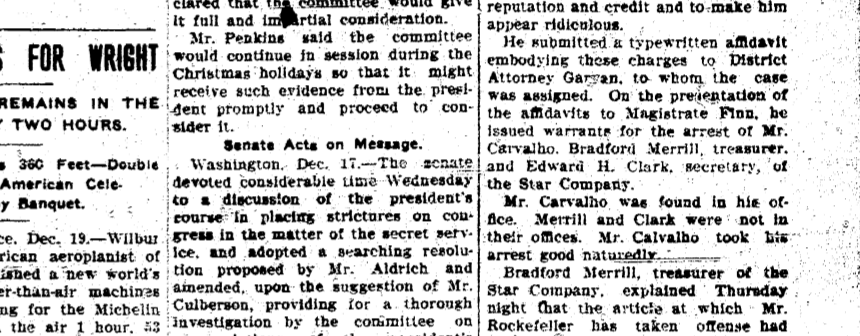 S FOR WRIGHT
REMAINS IN THE
Y TWO HOURS.
s 360 Feet—Double
American Cele-
y Banquet.
ce, Dec. 19.—Wilbur
rican aeroplanist of
ished a new world's
er-than-air machines
ng for the Michelin
the air 1 hour, 53
clared that the committee would give
it full and impartial consideration.
Mr. Penkins said the committee
would continue in session during the
Christmas holidays so that it might
receive such evidence from the presi-
dent promptly and proceed to con-
sider it.
Senate Acts on Message.
Washington, Dec. 17.—The senate
devoted considerable time Wednesday
to a discussion of the president's
course in placing strictures on con-
gress in the matter of the secret serv-
ice, and adopted a searching resolu-
tion proposed by Mr. Aldrich and
amended, upon the suggestion of Mr.
Culberson, providing for a thorough
investigation by the committee on
reputation and credit and to make him
appear ridiculous.
He submitted a typewritten affidavit
embodying these charges to District
Attorney Garvan, to whom the case
was assigned. On the presentation of
the affidavits to Magistrate Finn, he
issued warrants for the arrest of Mr.
Carvalho, Bradford Merrill, treasurer,
and Edward H. Clark, secretary, of
the Star Company.
Mr. Carvalho was found in his of-
fice. Merrill and Clark were not in
their offices. Mr. Calvalho took his
arrest good naturedly.
Bradford Merrill, treasurer of the
Star Company, explained Thursday
night that the article at which Mr.
Rockefeller has taken offense had